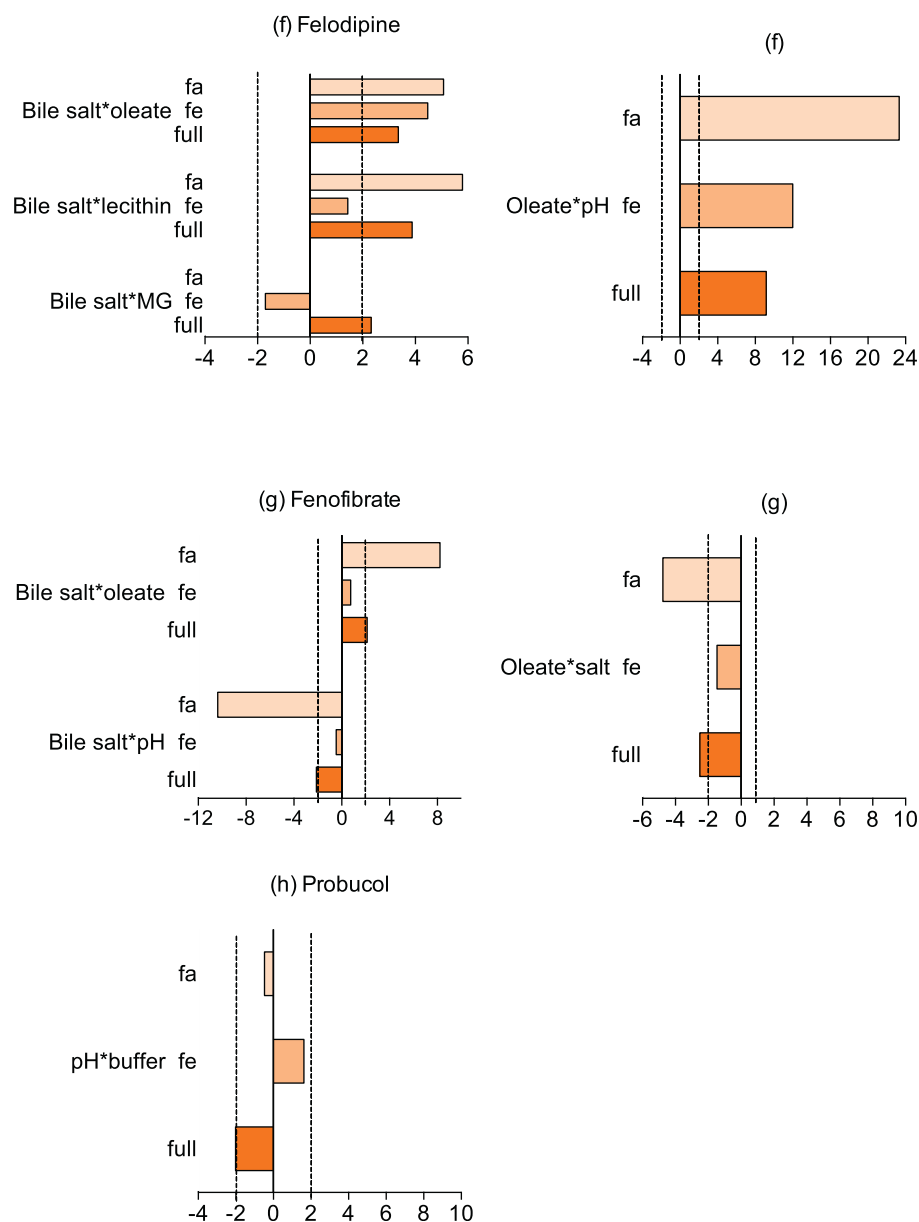 (f) Felodipine
fa
Bile salt*oleate fe
full
fa
Bile salt*lecithin fe
full
fa
Bile salt*MG fe
full
-4 -2 0 2 4 6
(f)
fa
Oleate*pH fe
full
-4 0 4 8 12 16 20 24
(g) Fenofibrate
fa
Bile salt*oleate fe
full
fa
Bile salt*pH fe
full
-12 -8 -4 0 4 8
(g)
fa
Oleate*salt fe
full
-6 -4 -2 0 2 4 6 8 10
(h) Probucol
fa
pH*buffer fe
full
-4 -2 0 2 4 6 8 10